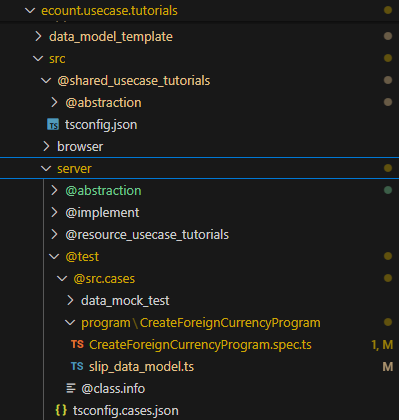 ecount.usecase.tutorials
data_model_template
src
@shared_usecase_tutorials
@abstraction
TS tsconfig.json
browser
server
@abstraction
@implement
@resource_usecase_tutorials
@test
@src.cases
data_mock_test
program\CreateForeignCurrencyProgram
TS CreateForeignCurrencyProgram.spec.ts 1, M
TS slip_data_model.ts M
@class.info
{} tsconfig.cases.json